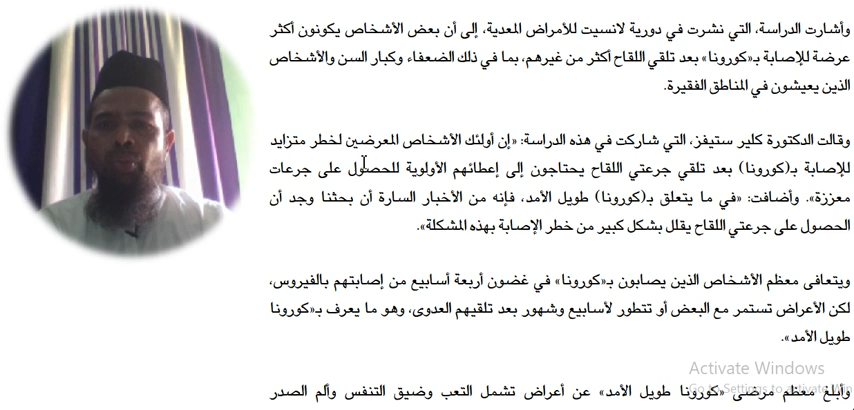 وأشارت الدراسة، التي نشرت في دورية لانسيت للأمراض المعدية، إلى أن بعض الأشخاص يكونون أكثر
عرضة للإصابة بـ«كورونا» بعد تلقي اللقاح أكثر من غيرهم، بما في ذلك الضعفاء وكبار السن والأشخاص
الذين يعيشون في المناطق الفقيرة.
وقالت الدكتورة كلير ستيفز، التي شاركت في هذه الدراسة: «إن أولئك الأشخاص المعرضين لخطر متزايد
للإصابة بـ(كورونا) بعد تلقي جرعتي اللقاح يحتاجون إلى إعطائهم الأولوية للحصول على جرعات
معززة». وأضافت: «في ما يتعلق بـ(كورونا) طويل الأمد، فإنه من الأخبار السارة أن بحثنا وجد أن
الحصول على جرعتي اللقاح يقلل بشكل كبير من خطر الإصابة بهذه المشكلة».
ويتعافى معظم الأشخاص الذين يصابون بـ«كورونا» في غضون أربعة أسابيع من إصابتهم بالفيروس،
لكن الأعراض تستمر مع البعض أو تتطور لأسابيع وشهور بعد تلقيهم العدوى، وهو ما يعرف بـ«كورونا
طويل الأمد».
Activate Windows
Go to Settings to activate Win
وأبلغ معظم مرضى «كورونا طويل الأمد» عن أعراض تشمل التعب وضيق التنفس وألم الصدر